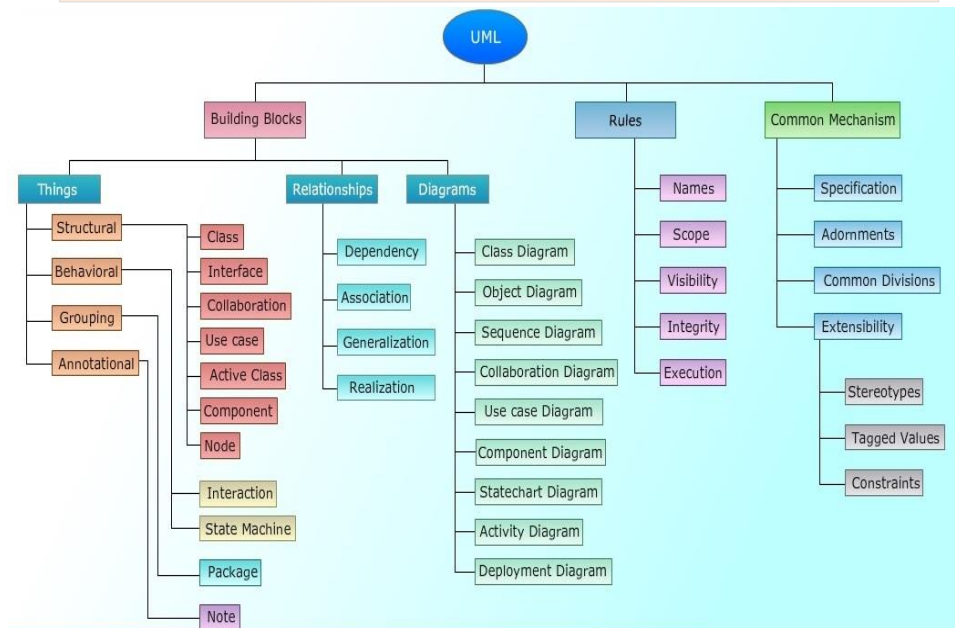 UML
Building Blocks
Rules
Common Mechanism
Things
Relationships
Diagrams
Structural
Behavioral
Grouping
Annotational
Class
Interface
Collaboration
Use case
Active Class
Component
Node
Interaction
State Machine
Package
Note
Dependency
Association
Generalization
Realization
Class Diagram
Object Diagram
Sequence Diagram
Collaboration Diagram
Use case Diagram
Component Diagram
Statechart Diagram
Activity Diagram
Deployment Diagram
Names
Scope
Visibility
Integrity
Execution
Specification
Adornments
Common Divisions
Extensibility
Stereotypes
Tagged Values
Constraints